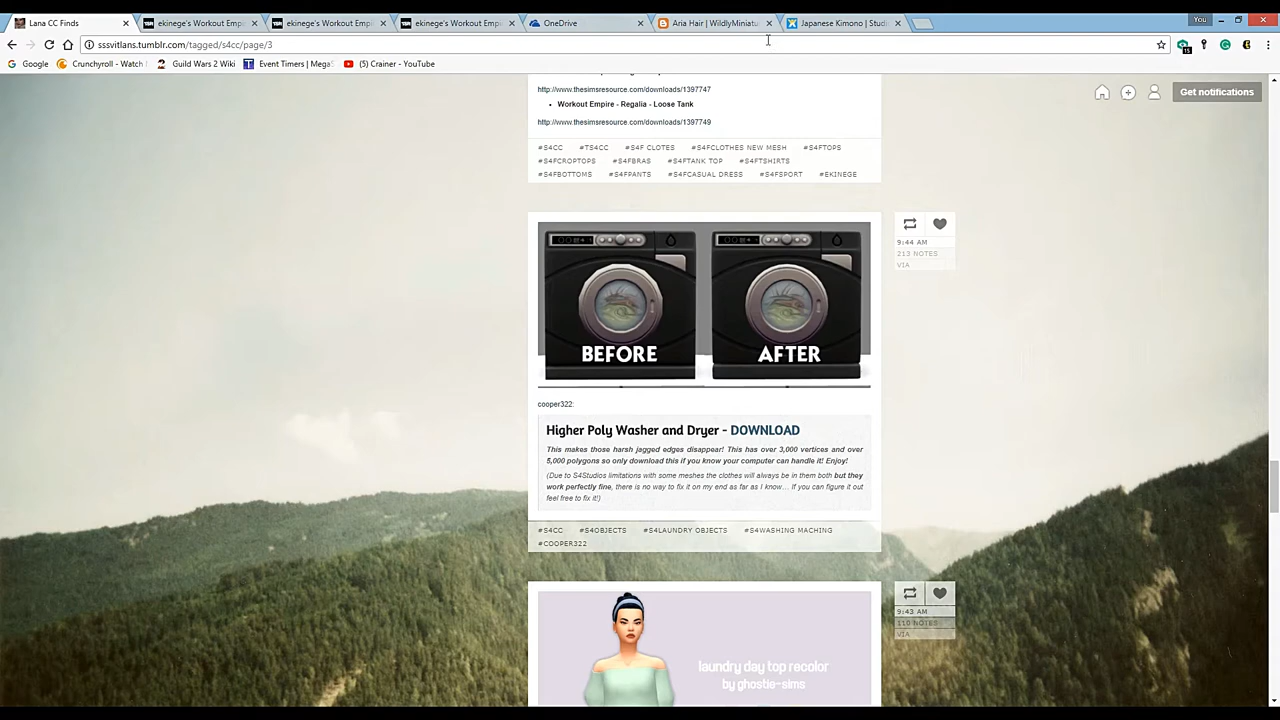 Lana CC Finds
ekinege's Workout Empi
ekinege's Workout Empi
ekinege's Workout Empi
OneDrive
Aria Hair | WildlyMiniatu
Japanese Kimono | Studi
You
sssvitlans.tumblr.com/tagged/s4cc/page/3
Google
Crunchyroll - Watch
Guild Wars 2 Wiki
Event Timers | Mega
(5) Crainer - YouTube
Get notifications
http://www.thesimsresource.com/downloads/1397747
• Workout Empire - Regalia - Loose Tank
http://www.thesimsresource.com/downloads/1397749
#S4CC #TS4CC #S4F CLOTES #S4FCLOTHES NEW MESH #S4FTOPS
#S4FCROPTOPS #S4FBRAS #S4FTANK TOP #S4FTSHIRTS
#S4FBOTTOMS #S4FPANTS #S4FCASUAL DRESS #S4FSPORT #EKINEGE
9:44 AM
213 NOTES
VIA
BEFORE
AFTER
cooper322:
Higher Poly Washer and Dryer - DOWNLOAD
This makes those harsh jagged edges disappear! This has over 3,000 vertices and over
5,000 polygons so only download this if you know your computer can handle it! Enjoy!
(Due to S4Studios limitations with some meshes the clothes will always be in them both but they
work perfectly fine, there is no way to fix it on my end as far as I know… If you can figure it out
feel free to fix it!)
#S4CC #S4OBJECTS #S4LAUNDRY OBJECTS #S4WASHING MACHING
#COOPER322
9:43 AM
110 NOTES
VIA
laundry day top recolor
by ghostie-sims